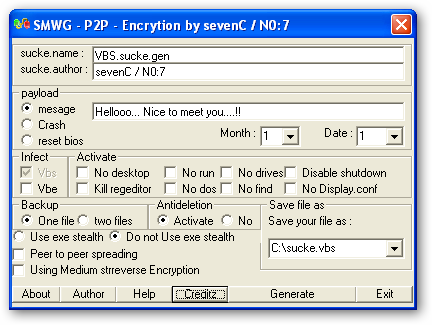 SMWG - P2P - Encrytion by sevenC / N0:7
sucke.name : VBS.sucke.gen
sucke.author : sevenC / N0:7
payload
mesage Hellooo... Nice to meet you....!!
Crash
reset bios
Month : 1 Date : 1
Infect Activate
Vbs No desktop No run No drives Disable shutdown
Vbe Kill regeditor No dos No find No Display.conf
Backup Antideletion Save file as
One file two files Activate No Save your file as :
Use exe stealth Do not Use exe stealth
C:\sucke.vbs
Peer to peer spreading
Using Medium strreverse Encryption
About Author Help Creditz Generate Exit